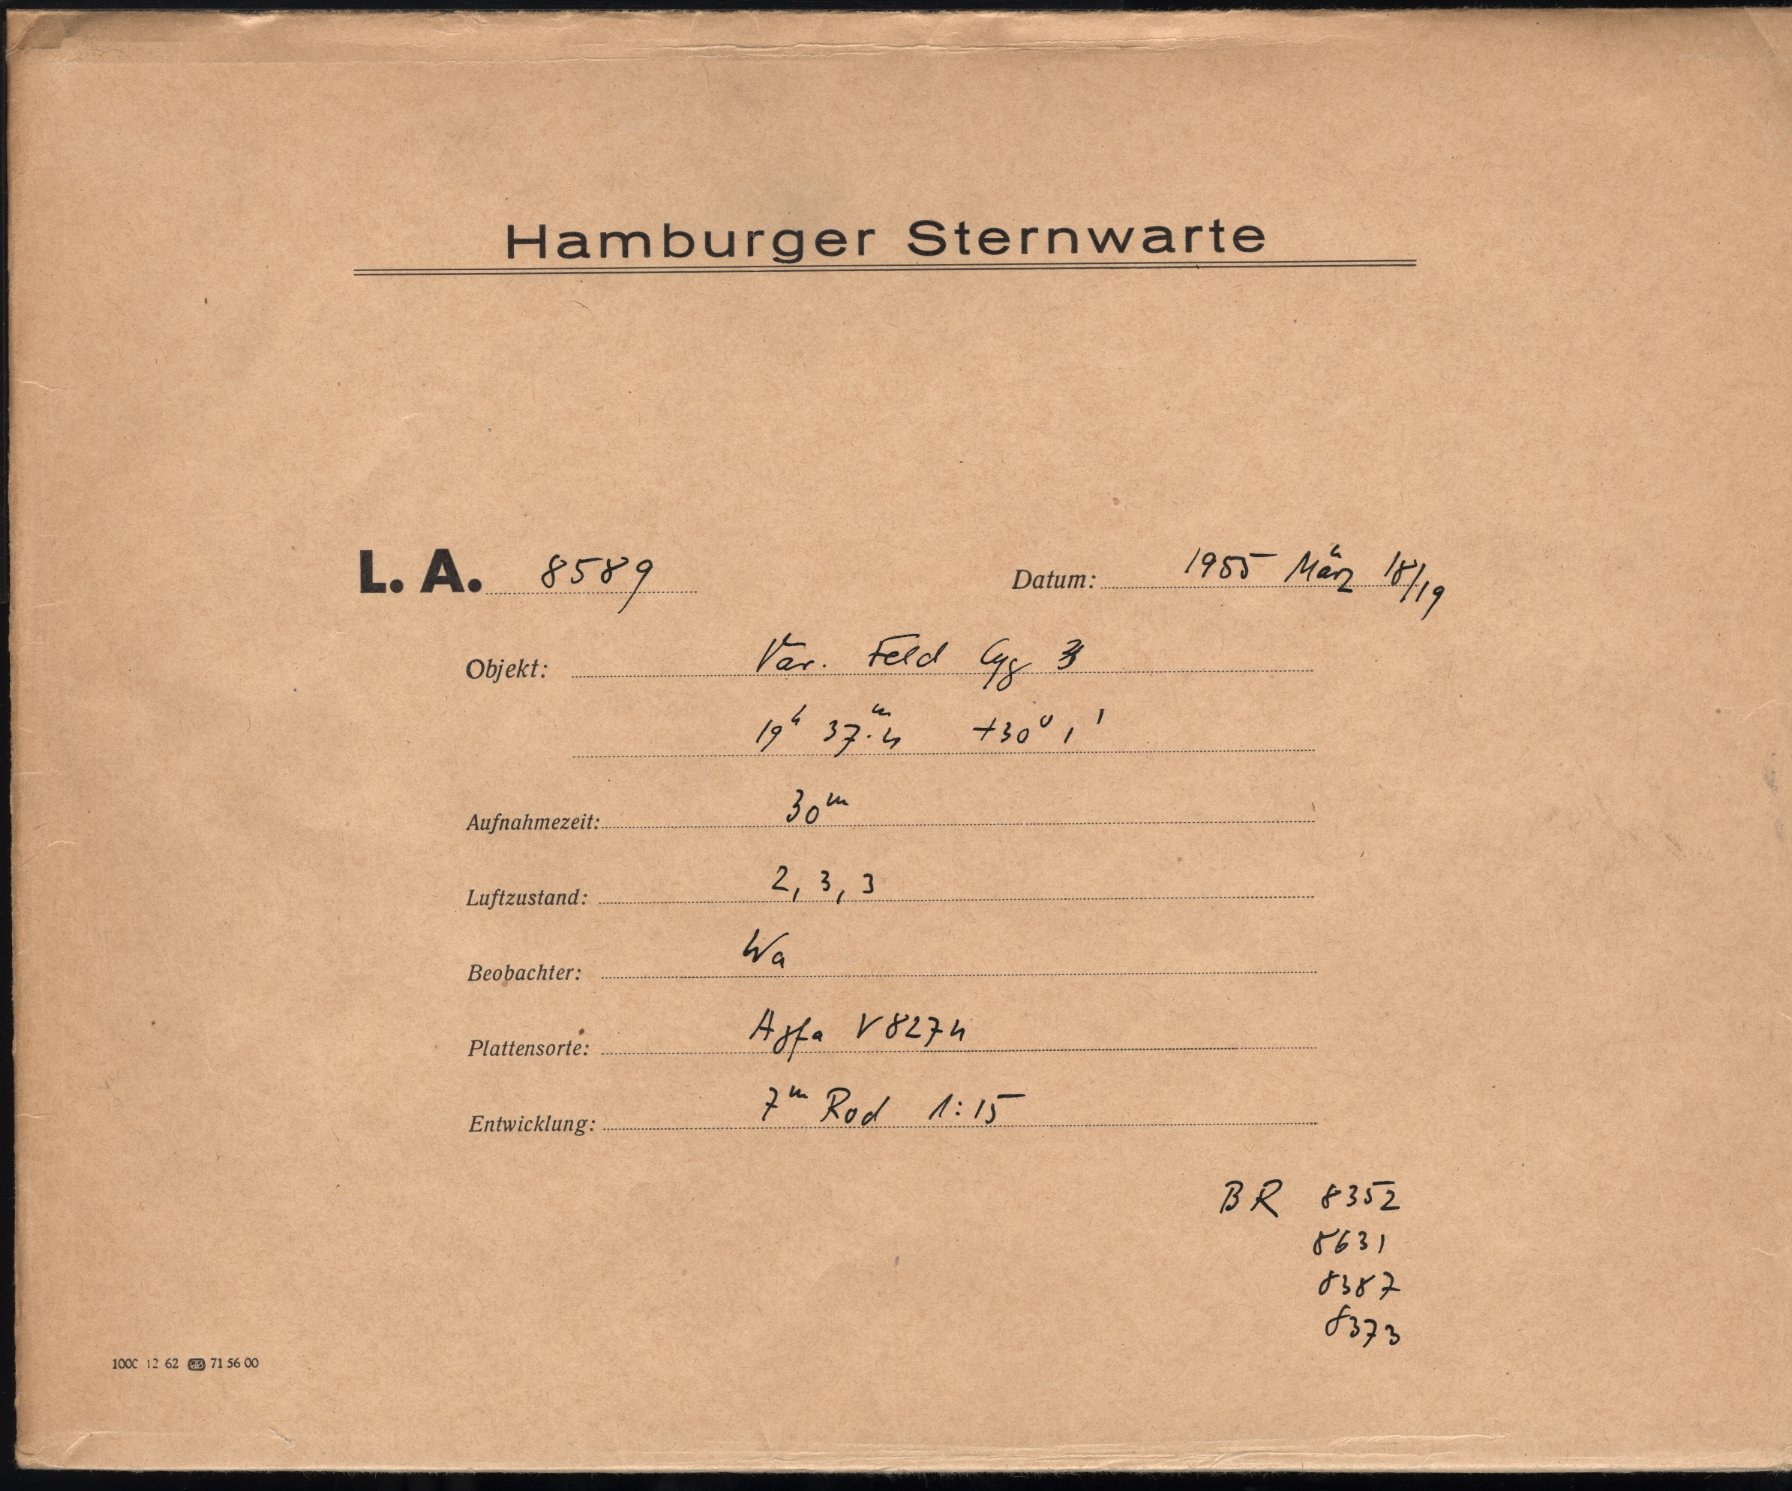 Hamburger Sternwarte
L. A. 8589 Datum: 1955 März 18/19
Objekt: Var. Feld Cyg 3
19ʰ 37ᵐ.4 +30° 1'
Aufnahmezeit: 30ᵐ
Luftzustand: 2, 3, 3
Beobachter: Wa
Plattensorte: Agfa V8274
Entwicklung: 7ᵐ Rod 1:15
BR 8352
8631
8387
8373
1000 12 62 71 56 00